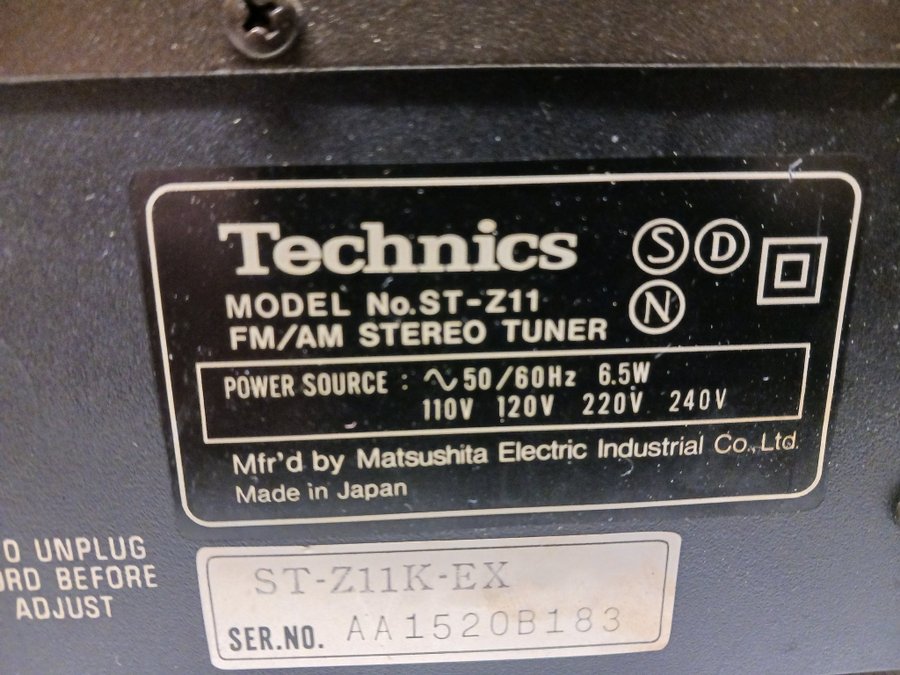 Technics
S D
N
MODEL No.ST-Z11
FM/AM STEREO TUNER
POWER SOURCE : ∿ 50/60Hz 6.5W
110V 120V 220V 240V
Mfr'd by Matsushita Electric Industrial Co.,Ltd.
Made in Japan
UNPLUG
BEFORE
ADJUST
ST-Z11K-EX
SER.NO. AA1520B183